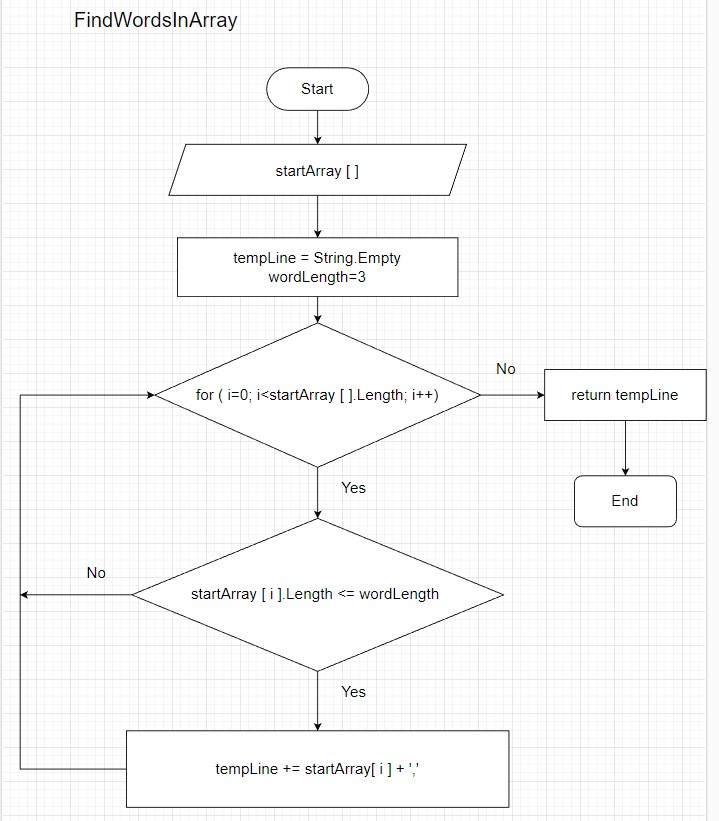 FindWordsInArray
Start
startArray [ ]
tempLine = String.Empty
wordLength=3
for ( i=0; i<startArray [ ].Length; i++)
No
return tempLine
Yes
End
No
startArray [ i ].Length <= wordLength
Yes
tempLine += startArray[ i ] + ','